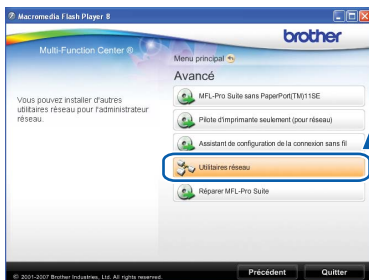 Macromedia Flash Player 8
brother
Multi-Function Center ®
Menu principal
Avancé
Vous pouvez installer d'autres
utilitaires réseau pour l'administrateur
réseau.
MFL-Pro Suite sans PaperPort(TM)11SE
Pilote d'imprimante seulement (pour réseau)
Assistant de configuration de la connexion sans fil
Utilitaires réseau
Réparer MFL-Pro Suite
© 2001-2007 Brother Industries, Ltd. All rights reserved.
Précédent
Quitter